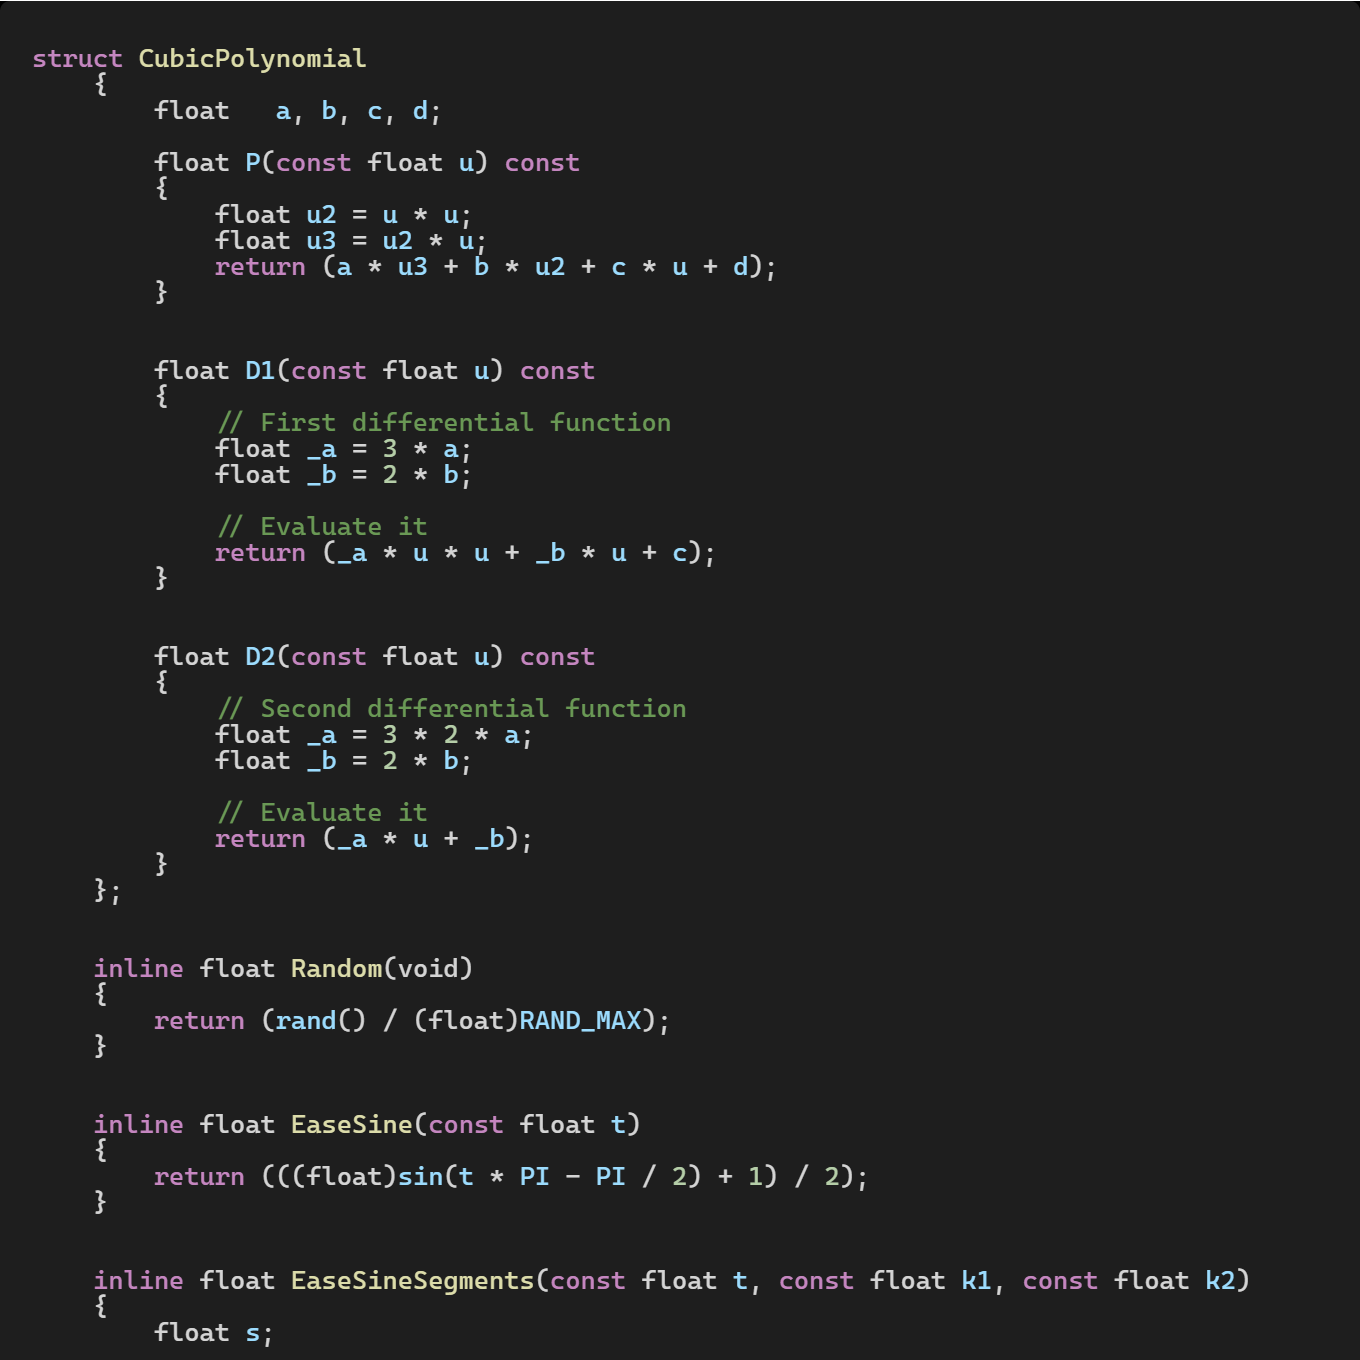 struct CubicPolynomial
{
float   a, b, c, d;
float P(const float u) const
{
float u2 = u * u;
float u3 = u2 * u;
return (a * u3 + b * u2 + c * u + d);
}
float D1(const float u) const
{
// First differential function
float _a = 3 * a;
float _b = 2 * b;
// Evaluate it
return (_a * u * u + _b * u + c);
}
float D2(const float u) const
{
// Second differential function
float _a = 3 * 2 * a;
float _b = 2 * b;
// Evaluate it
return (_a * u + _b);
}
};
inline float Random(void)
{
return (rand() / (float)RAND_MAX);
}
inline float EaseSine(const float t)
{
return (((float)sin(t * PI - PI / 2) + 1) / 2);
}
inline float EaseSineSegments(const float t, const float k1, const float k2)
{
float s;